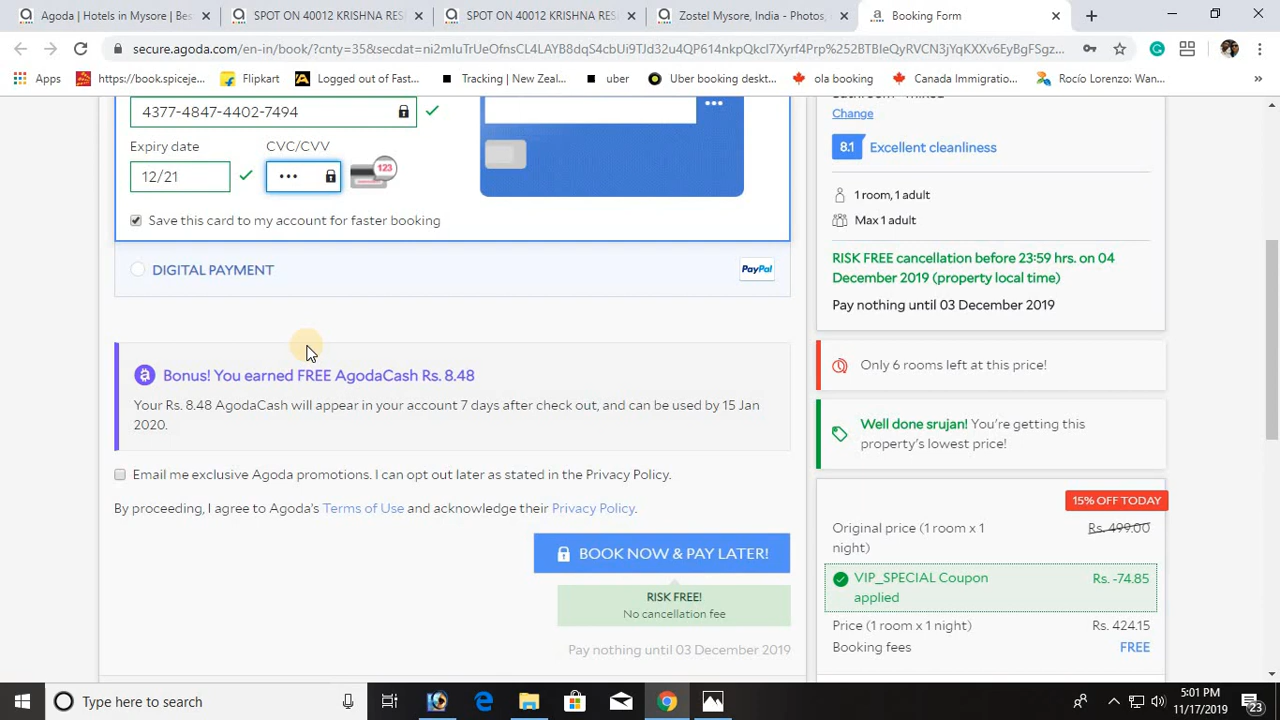 Agoda | Hotels in Mysore | Bes
SPOT ON 40012 KRISHNA RES
SPOT ON 40012 KRISHNA RES
Zostel Mysore, India - Photos,
Booking Form
secure.agoda.com/en-in/book/?cnty=35&secdat=
Apps
https://book.spiceje...
Flipkart
Logged out of Fast...
Tracking | New Zeal...
uber
Uber booking deskt...
ola booking
Canada Immigratio...
Rocío Lorenzo: Wan...
4377-4847-4402-7494
Expiry date
CVC/CVV
12/21
•••
123
Save this card to my account for faster booking
DIGITAL PAYMENT
PayPal
Bonus! You earned FREE AgodaCash Rs. 8.48
Your Rs. 8.48 AgodaCash will appear in your account 7 days after check out, and can be used by 15 Jan
2020.
Email me exclusive Agoda promotions. I can opt out later as stated in the Privacy Policy.
By proceeding, I agree to Agoda's Terms of Use and acknowledge their Privacy Policy.
BOOK NOW & PAY LATER!
RISK FREE!
No cancellation fee
Pay nothing until 03 December 2019
Change
8.1 Excellent cleanliness
1 room, 1 adult
Max 1 adult
RISK FREE cancellation before 23:59 hrs. on 04
December 2019 (property local time)
Pay nothing until 03 December 2019
Only 6 rooms left at this price!
Well done srujan! You're getting this
property's lowest price!
15% OFF TODAY
Original price (1 room x 1 Rs. 499.00
night)
VIP_SPECIAL Coupon Rs. -74.85
applied
Price (1 room x 1 night) Rs. 424.15
Booking fees FREE
Type here to search
5:01 PM
11/17/2019
23